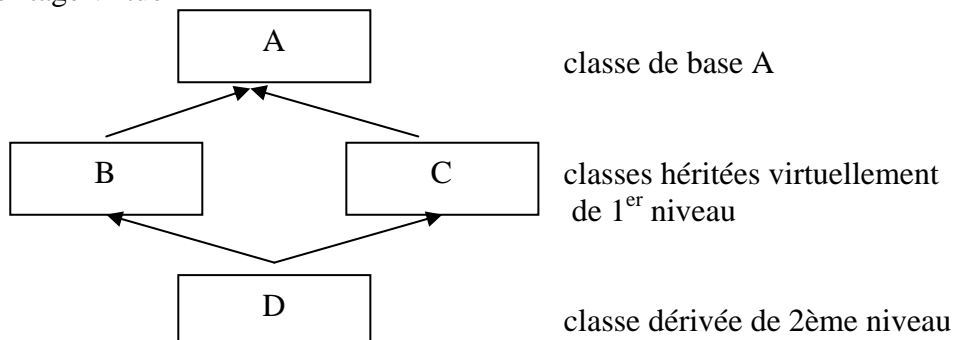 A
classe de base A
B
C
classes héritées virtuellement
de 1er niveau
D
classe dérivée de 2ème niveau